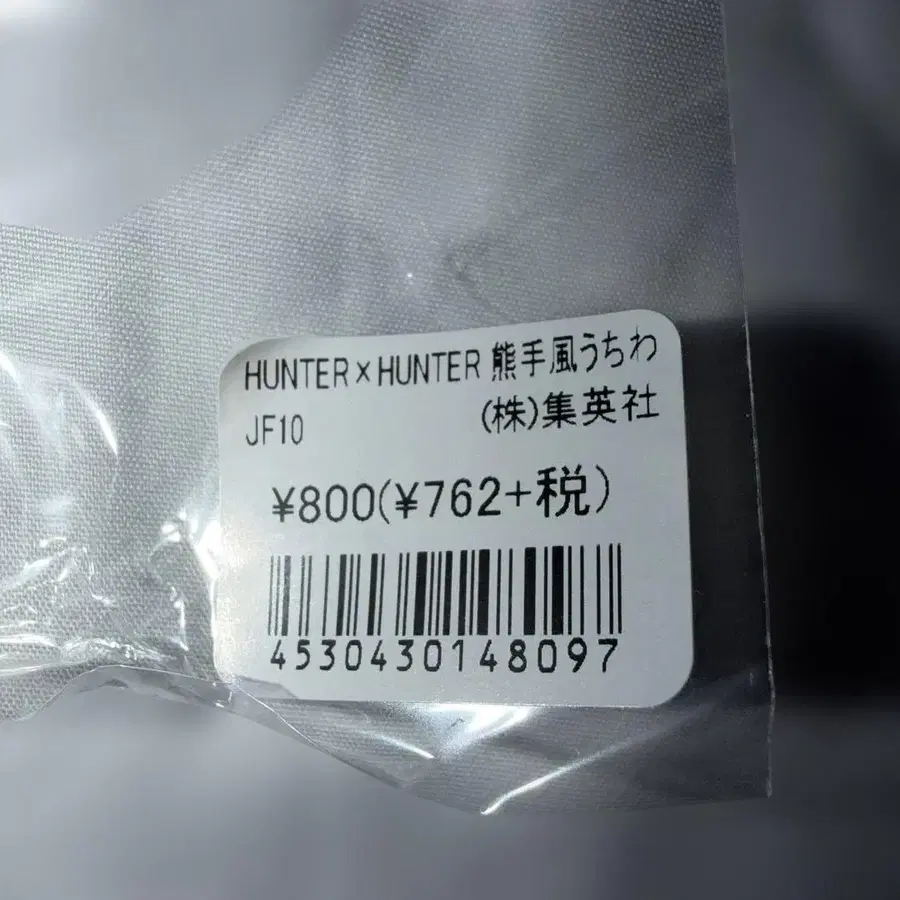 HUNTER×HUNTER 熊手風うちわ
JF10 (株)集英社
¥800(¥762+税)
4530430148097